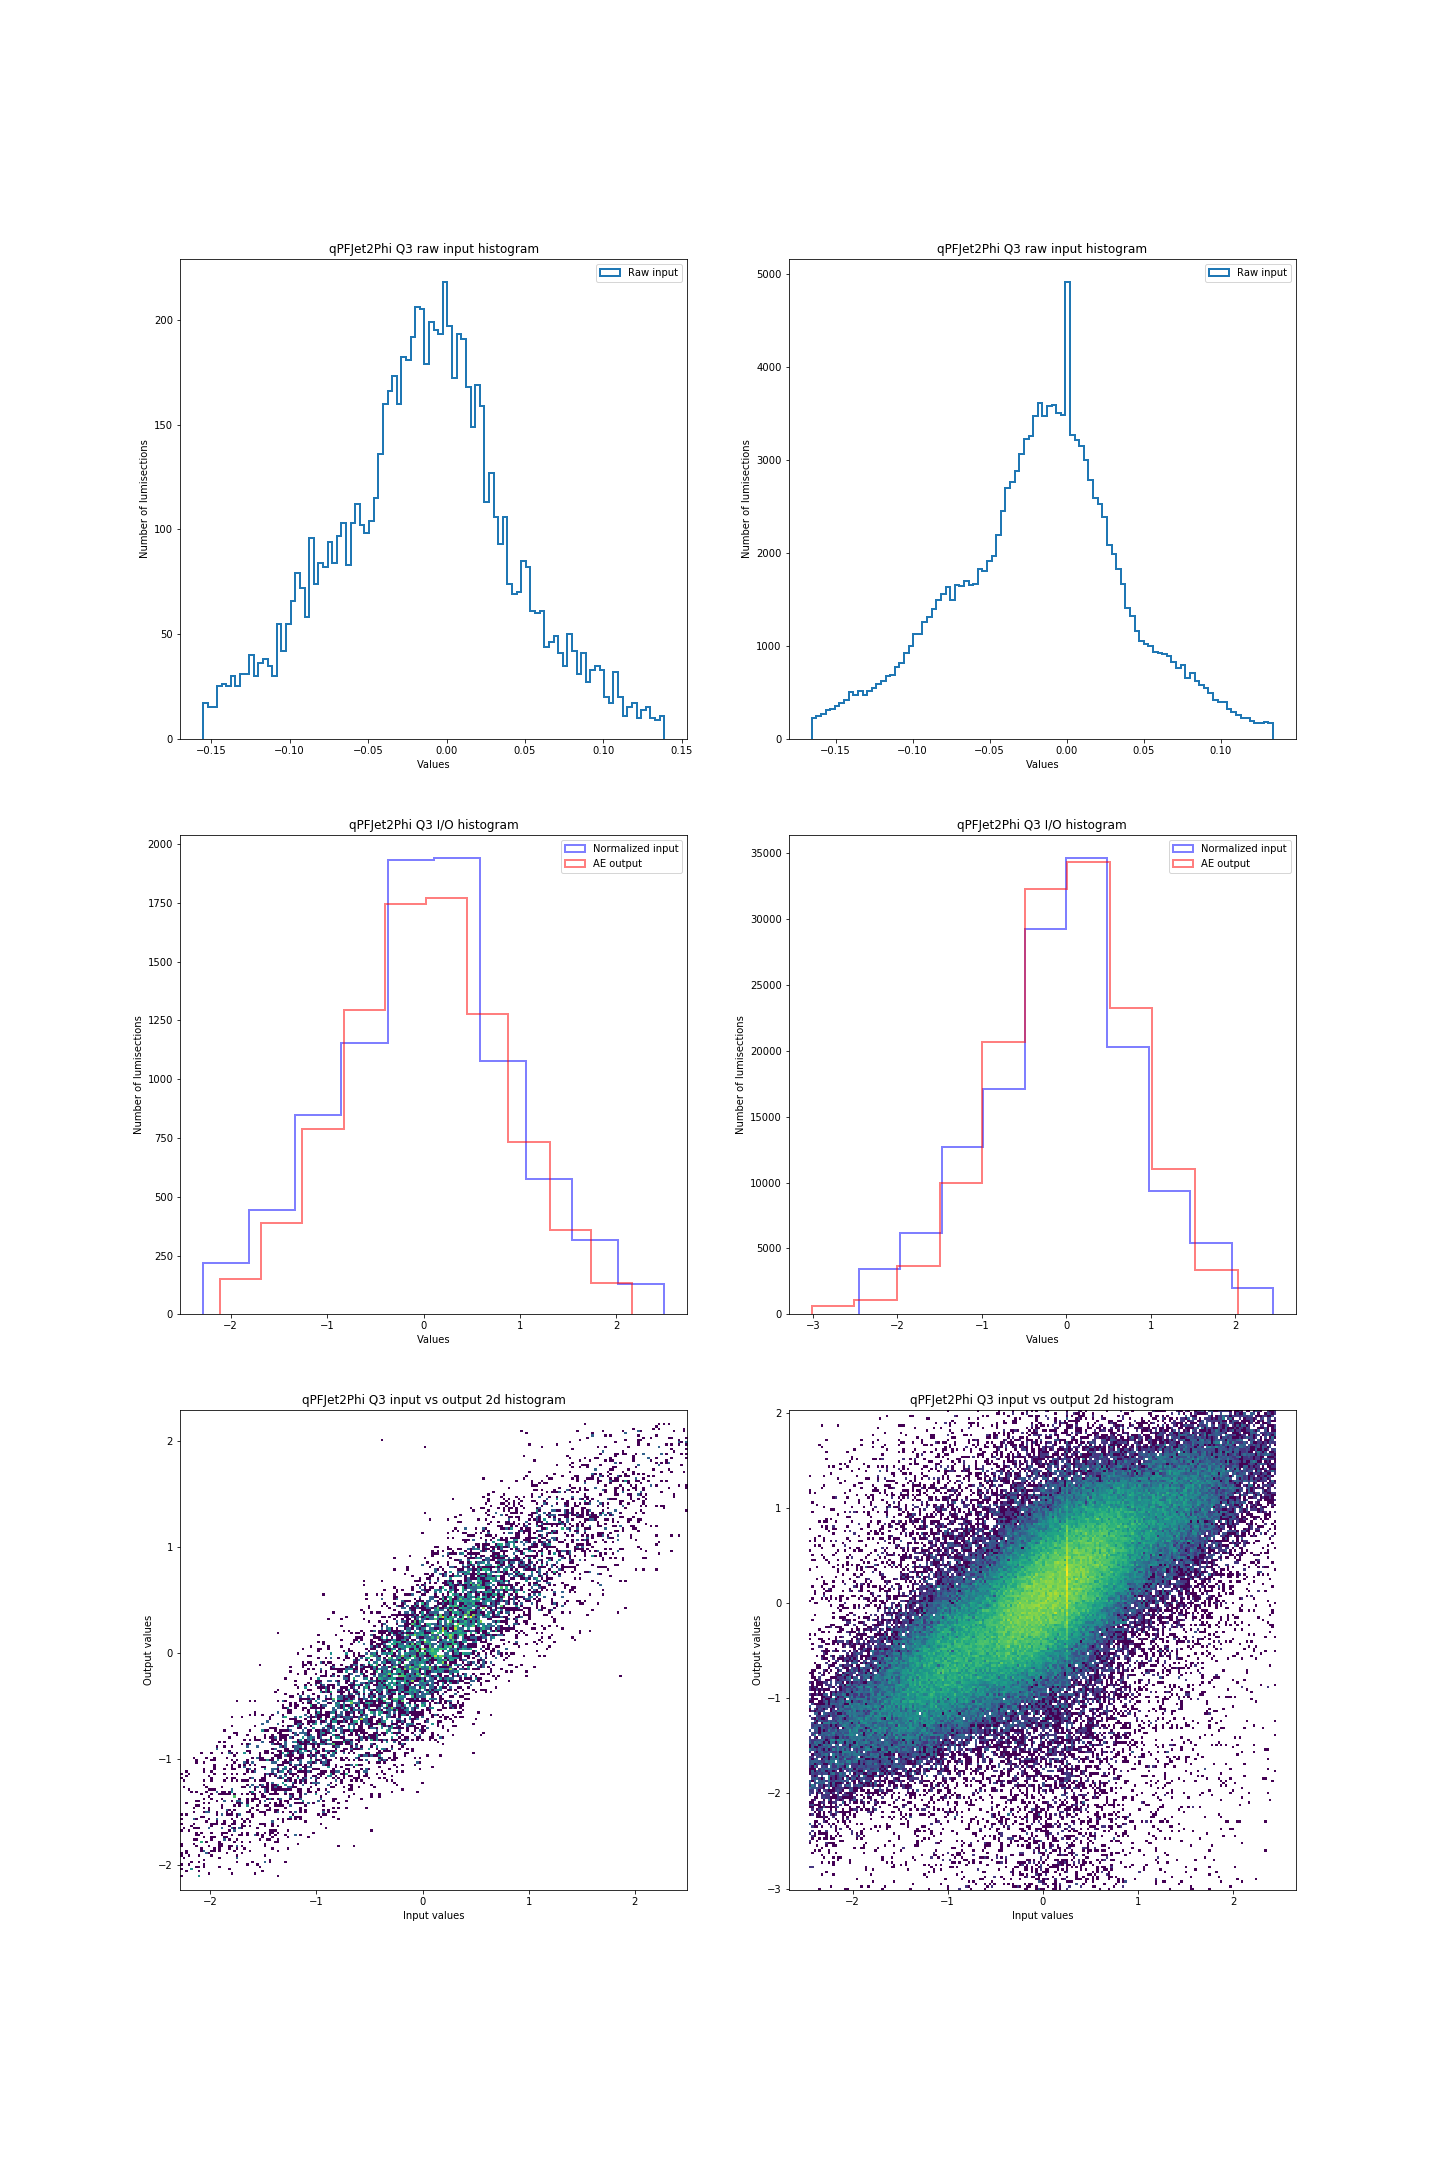 qPFJet2Phi Q3 raw input histogram
Raw input
200
150
100
50
0
Number of lumisections
−0.15 −0.10 −0.05 0.00 0.05 0.10 0.15
Values
qPFJet2Phi Q3 raw input histogram
Raw input
5000
4000
3000
2000
1000
0
Number of lumisections
−0.15 −0.10 −0.05 0.00 0.05 0.10
Values
qPFJet2Phi Q3 I/O histogram
Normalized input
AE output
2000
1750
1500
1250
1000
750
500
250
0
Number of lumisections
−2 −1 0 1 2
Values
qPFJet2Phi Q3 I/O histogram
Normalized input
AE output
35000
30000
25000
20000
15000
10000
5000
0
Number of lumisections
−3 −2 −1 0 1 2
Values
qPFJet2Phi Q3 input vs output 2d histogram
2
1
0
−1
−2
Output values
−2 −1 0 1 2
Input values
qPFJet2Phi Q3 input vs output 2d histogram
2
1
0
−1
−2
−3
Output values
−2 −1 0 1 2
Input values